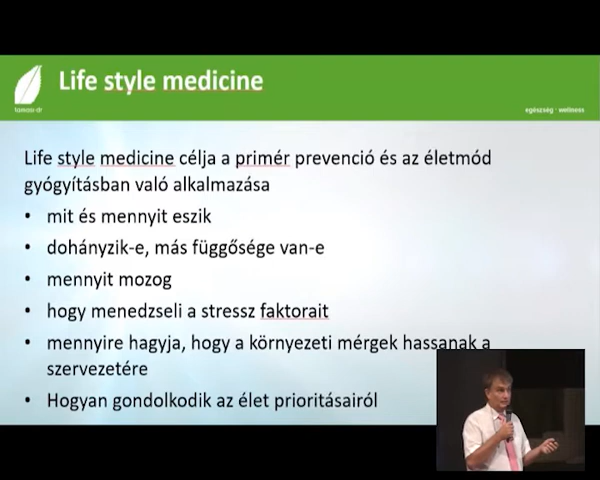 Life style medicine
tamasi-dr
egészség - wellness
Life style medicine célja a primér prevenció és az életmód
gyógyításban való alkalmazása
• mit és mennyit eszik
• dohányzik-e, más függősége van-e
• mennyit mozog
• hogy menedzseli a stressz faktorait
• mennyire hagyja, hogy a környezeti mérgek hassanak a
szervezetére
• Hogyan gondolkodik az élet prioritásairól